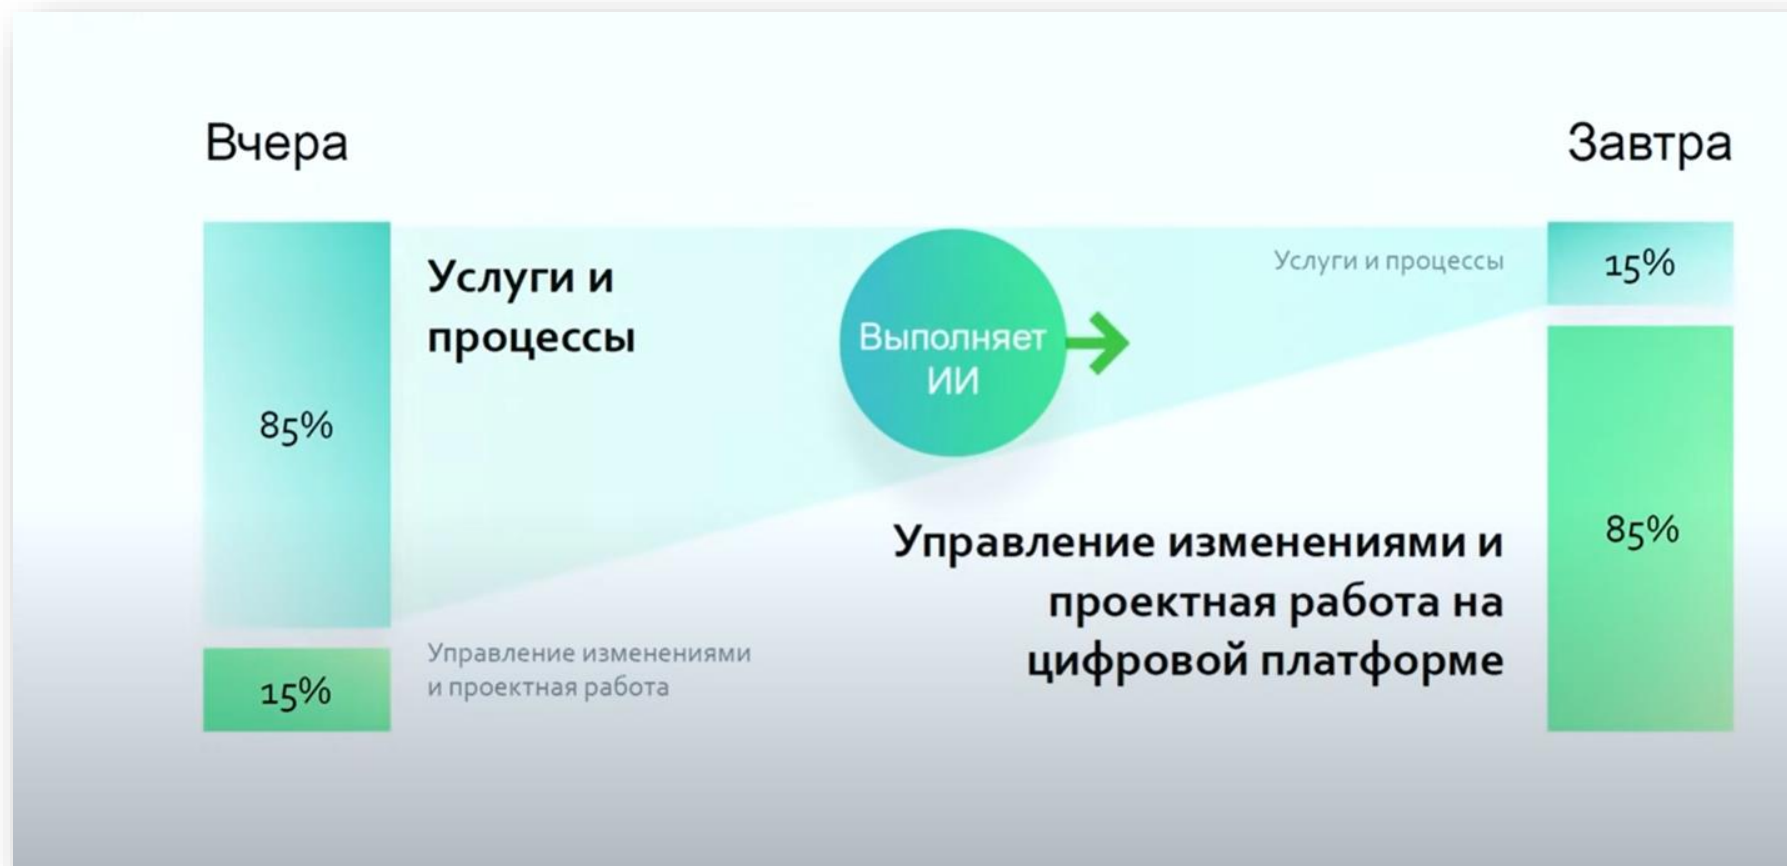 Вчера
Завтра
85%
Услуги и
процессы
Выполняет
ИИ
Услуги и процессы
15%
15%
Управление изменениями
и проектная работа
Управление изменениями и
проектная работа на
цифровой платформе
85%